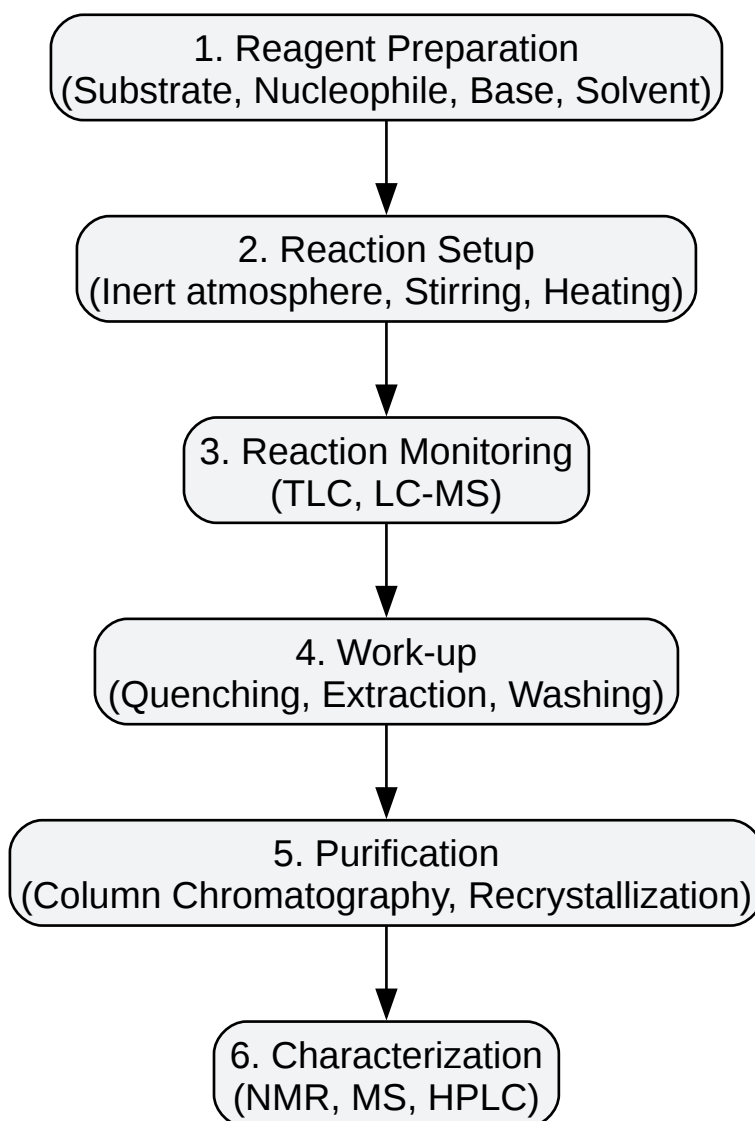 1. Reagent Preparation
(Substrate, Nucleophile, Base, Solvent)
2. Reaction Setup
(Inert atmosphere, Stirring, Heating)
3. Reaction Monitoring
(TLC, LC-MS)
4. Work-up
(Quenching, Extraction, Washing)
5. Purification
(Column Chromatography, Recrystallization)
6. Characterization
(NMR, MS, HPLC)